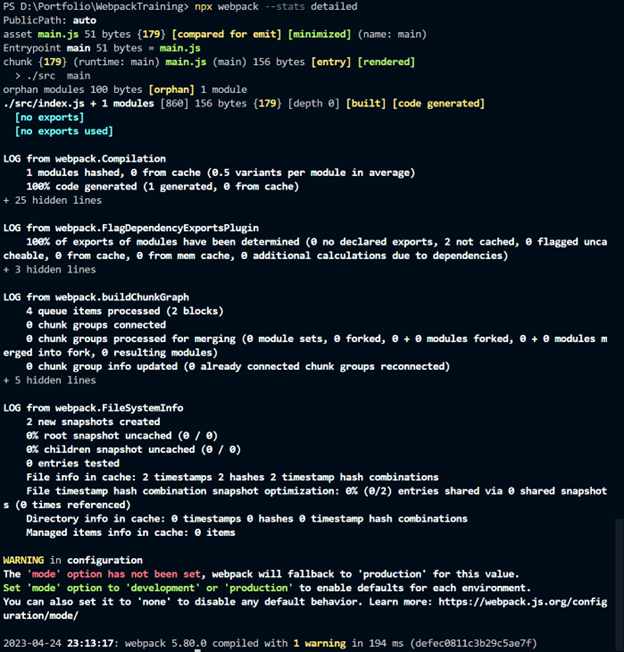 PS D:\Portfolio\WebpackTraining> npx webpack --stats detailed
PublicPath: auto
asset main.js 51 bytes {179} [compared for emit] [minimized] (name: main)
Entrypoint main 51 bytes = main.js
chunk {179} (runtime: main) main.js (main) 156 bytes [entry] [rendered]
  > ./src  main
orphan modules 100 bytes [orphan] 1 module
./src/index.js + 1 modules [860] 156 bytes {179} [depth 0] [built] [code generated]
  [no exports]
  [no exports used]

LOG from webpack.Compilation
    1 modules hashed, 0 from cache (0.5 variants per module in average)
    100% code generated (1 generated, 0 from cache)
+ 25 hidden lines

LOG from webpack.FlagDependencyExportsPlugin
    100% of exports of modules have been determined (0 no declared exports, 2 not cached, 0 flagged unca
cheable, 0 from cache, 0 from mem cache, 0 additional calculations due to dependencies)
+ 3 hidden lines

LOG from webpack.buildChunkGraph
    4 queue items processed (2 blocks)
    0 chunk groups connected
    0 chunk groups processed for merging (0 module sets, 0 forked, 0 + 0 modules forked, 0 + 0 modules m
erged into fork, 0 resulting modules)
    0 chunk group info updated (0 already connected chunk groups reconnected)
+ 5 hidden lines

LOG from webpack.FileSystemInfo
    2 new snapshots created
    0% root snapshot uncached (0 / 0)
    0% children snapshot uncached (0 / 0)
    0 entries tested
    File info in cache: 2 timestamps 2 hashes 2 timestamp hash combinations
    File timestamp hash combination snapshot optimization: 0% (0/2) entries shared via 0 shared snapshot
s (0 times referenced)
    Directory info in cache: 0 timestamps 0 hashes 0 timestamp hash combinations
    Managed items info in cache: 0 items

WARNING in configuration
The 'mode' option has not been set, webpack will fallback to 'production' for this value.
Set 'mode' option to 'development' or 'production' to enable defaults for each environment.
You can also set it to 'none' to disable any default behavior. Learn more: https://webpack.js.org/config
uration/mode/

2023-04-24 23:13:17: webpack 5.80.0 compiled with 1 warning in 194 ms (defec0811c3b29c5ae7f)